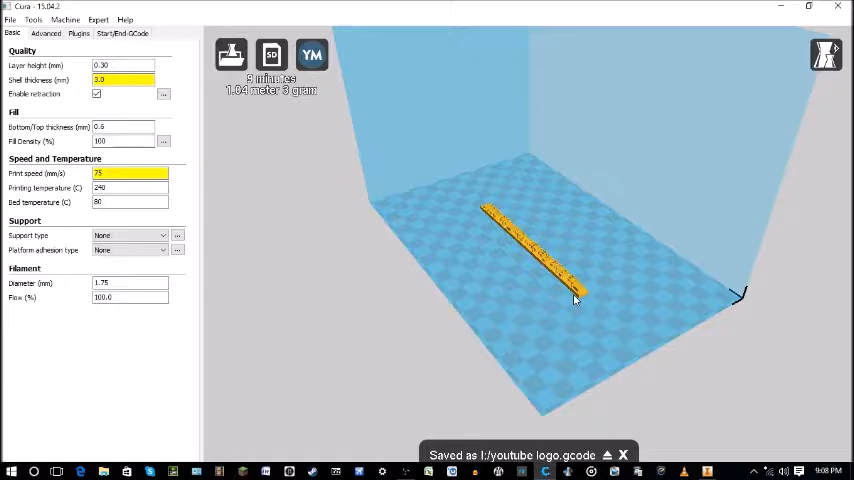 Cura - 15.04.2
File Tools Machine Expert Help
Basic Advanced Plugins Start/End-GCode
Quality
Layer height (mm) 0.30
Shell thickness (mm) 3.0
Enable retraction ...
Fill
Bottom/Top thickness (mm) 0.6
Fill Density (%) 100 ...
Speed and Temperature
Print speed (mm/s) 75
Printing temperature (C) 240
Bed temperature (C) 80
Support
Support type None ...
Platform adhesion type None ...
Filament
Diameter (mm) 1.75
Flow (%) 100.0
SD YM
9 minutes
1.04 meter 3 gram
Saved as I:/youtube logo.gcode X
9:08 PM